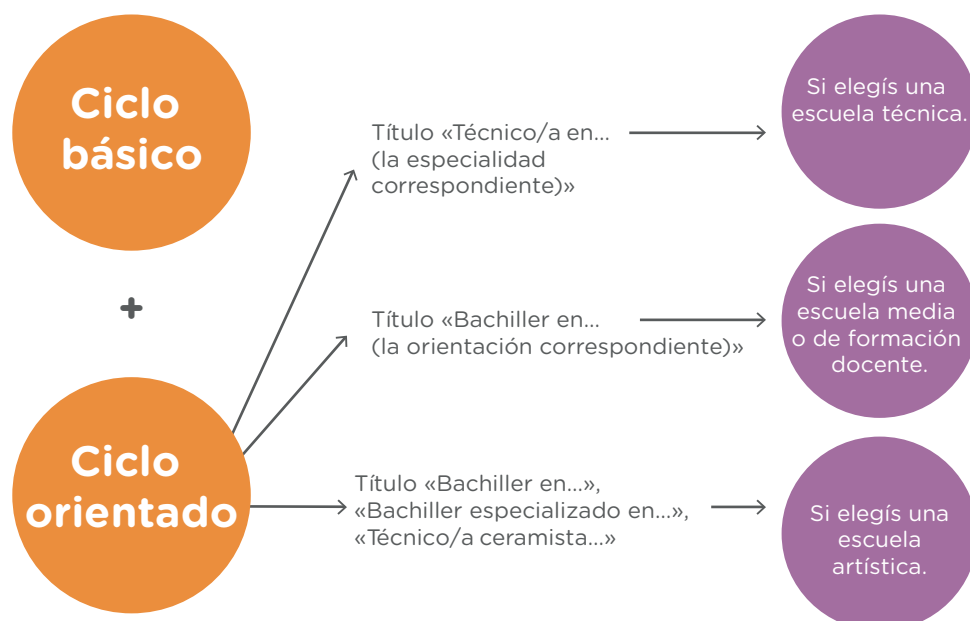 Ciclo
básico
+
Ciclo
orientado
Título «Técnico/a en...
(la especialidad
correspondiente)»
Si elegís una
escuela técnica.
Título «Bachiller en...
(la orientación correspondiente)»
Si elegís una
escuela media
o de formación
docente.
Título «Bachiller en...»,
«Bachiller especializado en...»,
«Técnico/a ceramista...»
Si elegís una
escuela
artística.